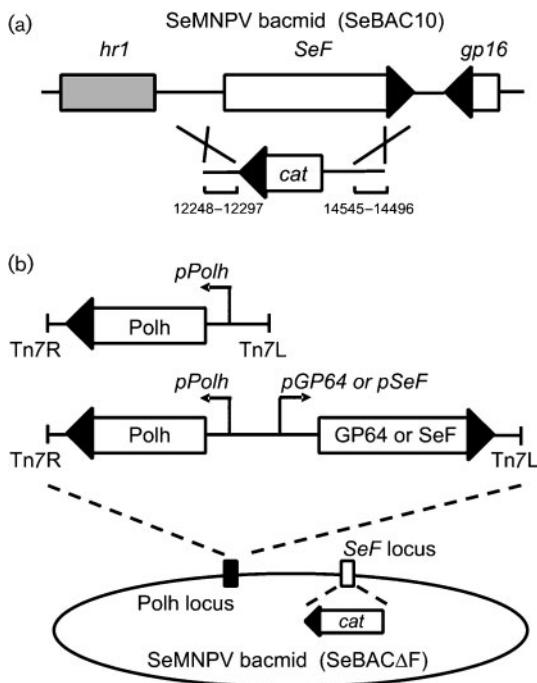 (a)
SeMNPV bacmid (SeBAC10)
hr1
SeF
gp16
cat
12248–12297
14545–14496
(b)
pPolh
Polh
Tn7R
Tn7L
pPolh
pGP64 or pSeF
Polh
GP64 or SeF
Tn7R
Tn7L
SeF locus
Polh locus
cat
SeMNPV bacmid (SeBACΔF)